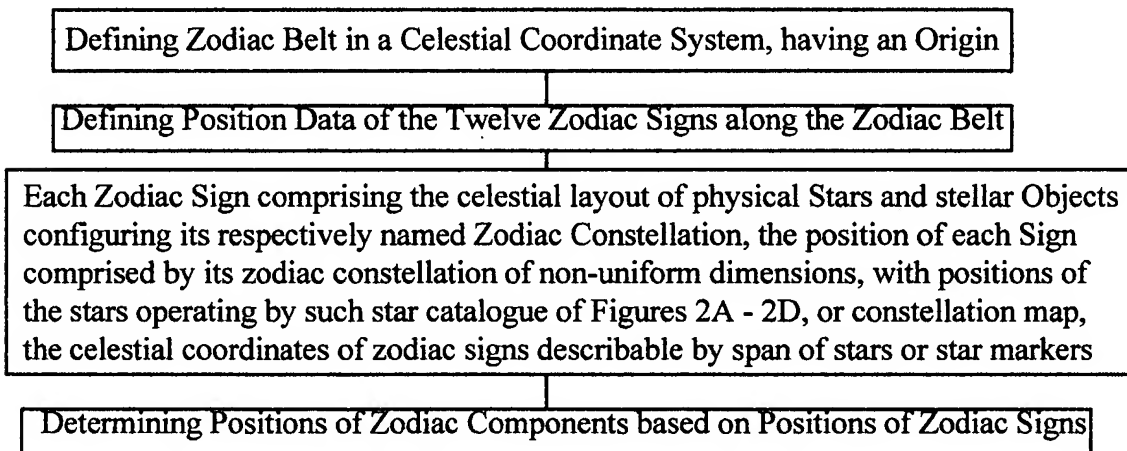 Defining Zodiac Belt in a Celestial Coordinate System, having an Origin
Defining Position Data of the Twelve Zodiac Signs along the Zodiac Belt
Each Zodiac Sign comprising the celestial layout of physical Stars and stellar Objects
configuring its respectively named Zodiac Constellation, the position of each Sign
comprised by its zodiac constellation of non-uniform dimensions, with positions of
the stars operating by such star catalogue of Figures 2A - 2D, or constellation map,
the celestial coordinates of zodiac signs describable by span of stars or star markers
Determining Positions of Zodiac Components based on Positions of Zodiac Signs